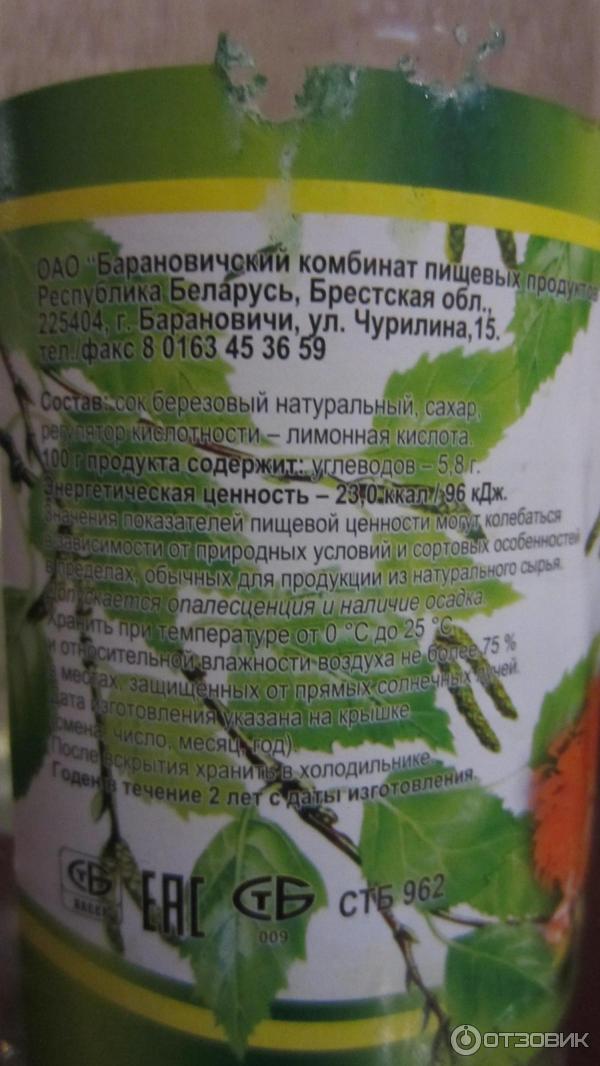 ОАО "Барановичский комбинат пищевых продуктов
Республика Беларусь, Брестская обл.,
225404, г. Барановичи, ул. Чурилина,15.
тел./факс 8 0163 45 36 59
Состав: сок березовый натуральный, сахар,
регулятор кислотности – лимонная кислота.
100 г продукта содержит: углеводов – 5,8 г.
Энергетическая ценность – 23,0 ккал / 96 кДж.
Значения показателей пищевой ценности могут колебаться
в зависимости от природных условий и сортовых особенностей
в пределах, обычных для продукции из натурального сырья.
Допускается опалесценция и наличие осадка.
Хранить при температуре от 0 °С до 25 °С
и относительной влажности воздуха не более 75 %
в местах, защищенных от прямых солнечных лучей.
Дата изготовления указана на крышке
(смена, число, месяц, год).
После вскрытия хранить в холодильнике.
Годен в течение 2 лет с даты изготовления.
СТБ
ЕАС
СТБ
009
СТБ 962
ОТЗОВИК